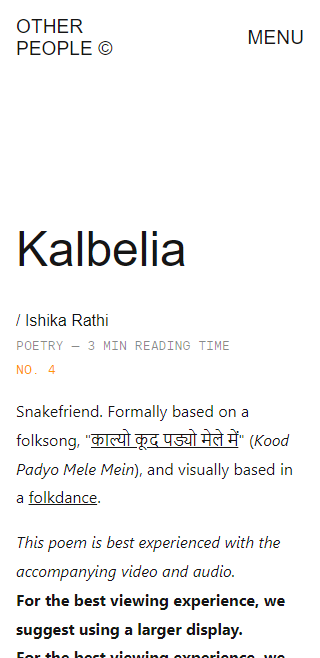 OTHER
PEOPLE ©
MENU
Kalbelia
/ Ishika Rathi
POETRY — 3 MIN READING TIME
NO. 4
Snakefriend. Formally based on a
folksong, "काल्यो कूद पड्यो मेले में" (Kood
Padyo Mele Mein), and visually based in
a folkdance.
This poem is best experienced with the
accompanying video and audio.
For the best viewing experience, we
suggest using a larger display.
For the best viewing experience, we